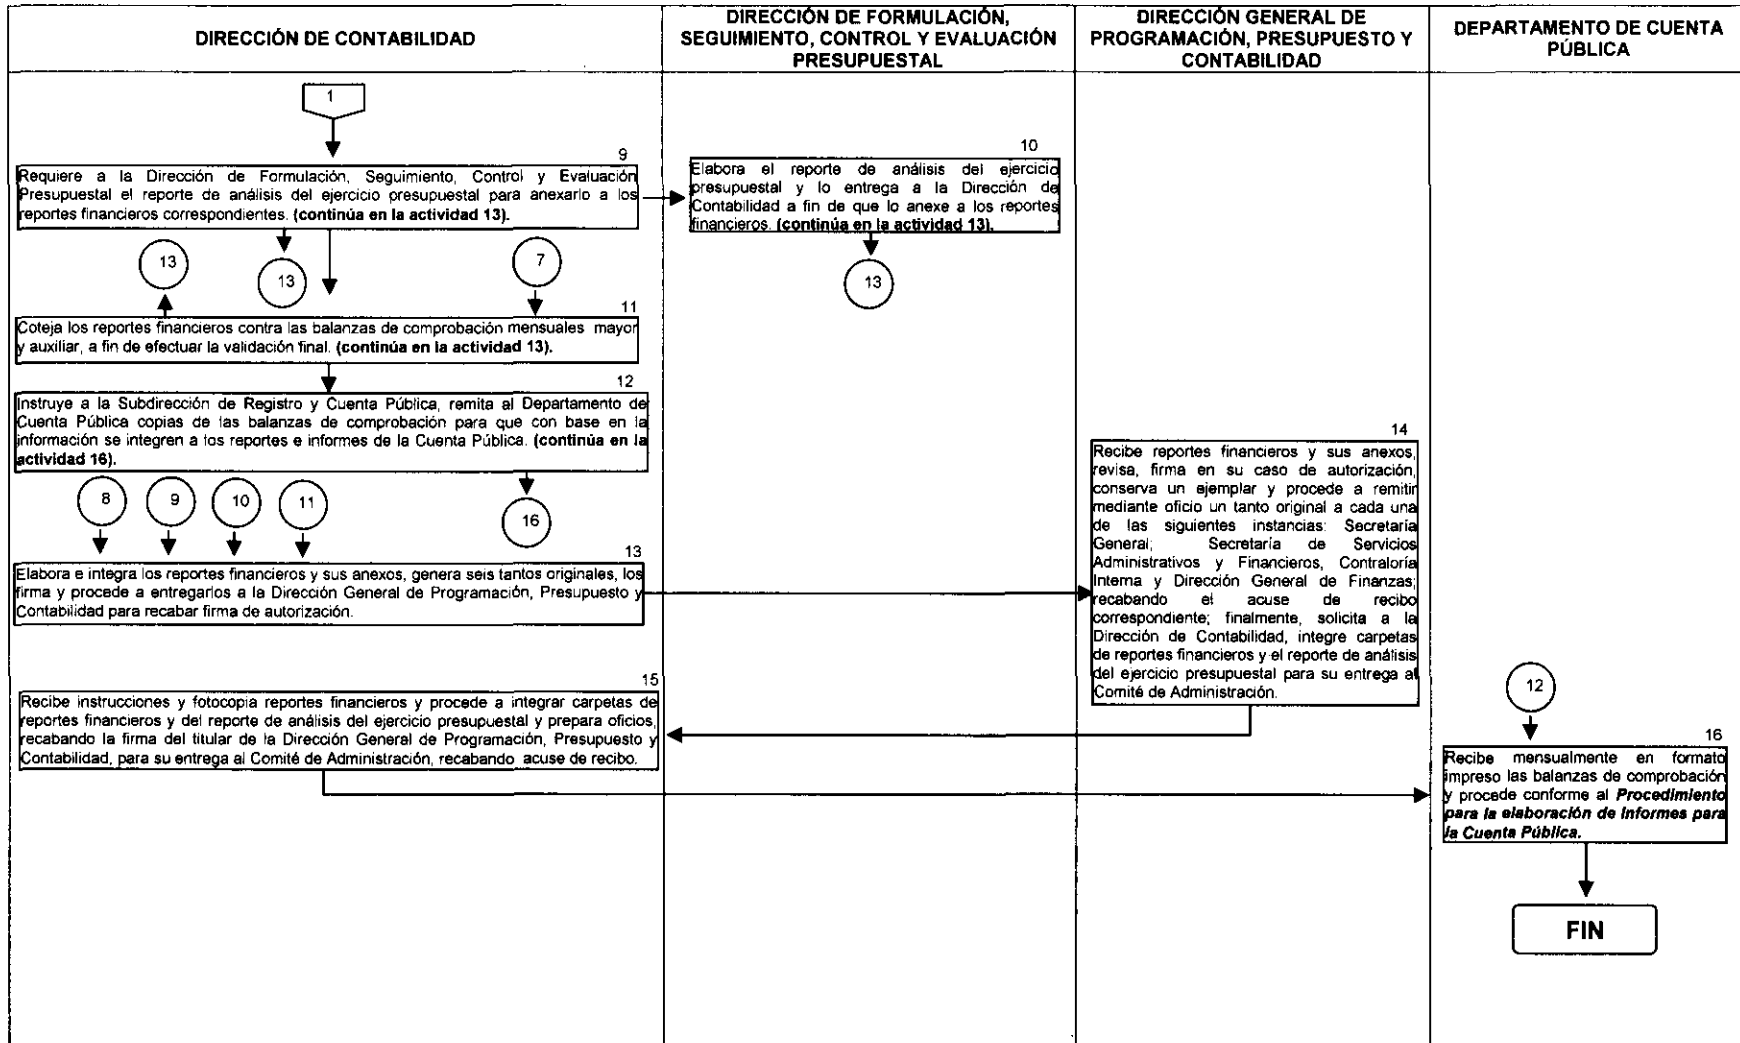 DIRECCIÓN DE CONTABILIDAD
DIRECCIÓN DE FORMULACIÓN,
SEGUIMIENTO, CONTROL Y EVALUACIÓN
PRESUPUESTAL
DIRECCIÓN GENERAL DE
PROGRAMACIÓN, PRESUPUESTO Y
CONTABILIDAD
DEPARTAMENTO DE CUENTA
PÚBLICA
1
9
Requiere a la Dirección de Formulación, Seguimiento, Control y Evaluación
Presupuestal el reporte de análisis del ejercicio presupuestal para anexarlo a los
reportes financieros correspondientes. (continúa en la actividad 13).
10
Elabora el reporte de análisis del ejercicio
presupuestal y lo entrega a la Dirección de
Contabilidad a fin de que lo anexe a los reportes
financieros. (continúa en la actividad 13).
13
13
7
13
11
Coteja los reportes financieros contra las balanzas de comprobación mensuales mayor
y auxiliar, a fin de efectuar la validación final. (continúa en la actividad 13).
12
Instruye a la Subdirección de Registro y Cuenta Pública, remita al Departamento de
Cuenta Pública copias de las balanzas de comprobación para que con base en la
información se integren a los reportes e informes de la Cuenta Pública. (continúa en la
actividad 16).
8
9
10
11
16
13
Elabora e integra los reportes financieros y sus anexos, genera seis tantos originales, los
firma y procede a entregarlos a la Dirección General de Programación, Presupuesto y
Contabilidad para recabar firma de autorización.
14
Recibe reportes financieros y sus anexos,
revisa, firma en su caso de autorización,
conserva un ejemplar y procede a remitir
mediante oficio un tanto original a cada una
de las siguientes instancias: Secretaría
General; Secretaría de Servicios
Administrativos y Financieros, Contraloría
Interna y Dirección General de Finanzas;
recabando el acuse de recibo
correspondiente; finalmente, solicita a la
Dirección de Contabilidad, integre carpetas
de reportes financieros y el reporte de análisis
del ejercicio presupuestal para su entrega al
Comité de Administración.
15
Recibe instrucciones y fotocopia reportes financieros y procede a integrar carpetas de
reportes financieros y del reporte de análisis del ejercicio presupuestal y prepara oficios,
recabando la firma del titular de la Dirección General de Programación, Presupuesto y
Contabilidad, para su entrega al Comité de Administración, recabando acuse de recibo.
12
16
Recibe mensualmente en formato
impreso las balanzas de comprobación
y procede conforme al Procedimiento
para la elaboración de Informes para
la Cuenta Pública.
FIN